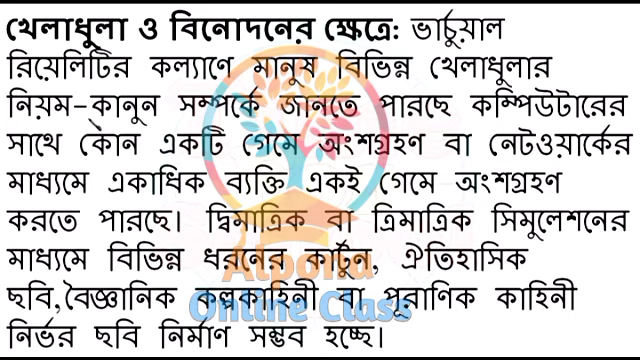 খেলাধুলা ও বিনোদনের ক্ষেত্রে: ভার্চুয়াল
রিয়েলিটির কল্যাণে মানুষ বিভিন্ন খেলাধুলার
নিয়ম-কানুন সম্পর্কে জানতে পারছে কম্পিউটারের
সাথে কোন একটি গেমে অংশগ্রহণ বা নেটওয়ার্কের
মাধ্যমে একাধিক ব্যক্তি একই গেমে অংশগ্রহণ
করতে পারছে। দ্বিমাত্রিক বা ত্রিমাত্রিক সিমুলেশনের
মাধ্যমে বিভিন্ন ধরনের কার্টুন, ঐতিহাসিক
ছবি,বৈজ্ঞানিক কল্পকাহিনী বা পূরাণিক কাহিনী
নির্ভর ছবি নির্মাণ সম্ভব হচ্ছে।
Alpona
Online Class